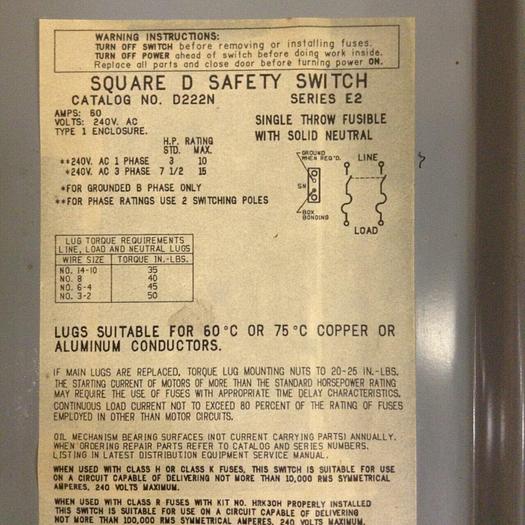 WARNING INSTRUCTIONS:
TURN OFF SWITCH before removing or installing fuses.
TURN OFF POWER ahead of switch before doing work inside.
Replace all parts and close door before turning power ON.
SQUARE D SAFETY SWITCH
CATALOG NO. D222N SERIES E2
AMPS: 60
VOLTS: 240V. AC
TYPE 1 ENCLOSURE.
SINGLE THROW FUSIBLE
WITH SOLID NEUTRAL
H.P. RATING
STD. MAX.
**240V. AC 1 PHASE 3 10
*240V. AC 3 PHASE 7 1/2 15
*FOR GROUNDED B PHASE ONLY
**FOR PHASE RATINGS USE 2 SWITCHING POLES
GROUND
WHEN REQ'D.
LINE
SN
BOX
BONDING
LOAD
LUG TORQUE REQUIREMENTS
LINE, LOAD AND NEUTRAL LUGS
WIRE SIZE TORQUE IN.-LBS.
NO. 14-10 35
NO. 8 40
NO. 6-4 45
NO. 3-2 50
LUGS SUITABLE FOR 60°C OR 75°C COPPER OR
ALUMINUM CONDUCTORS.
IF MAIN LUGS ARE REPLACED, TORQUE LUG MOUNTING NUTS TO 20-25 IN.-LBS.
THE STARTING CURRENT OF MOTORS OF MORE THAN THE STANDARD HORSEPOWER RATING
MAY REQUIRE THE USE OF FUSES WITH APPROPRIATE TIME DELAY CHARACTERISTICS.
CONTINUOUS LOAD CURRENT NOT TO EXCEED 80 PERCENT OF THE RATING OF FUSES
EMPLOYED IN OTHER THAN MOTOR CIRCUITS.
OIL MECHANISM BEARING SURFACES (NOT CURRENT CARRYING PARTS) ANNUALLY.
WHEN ORDERING REPAIR PARTS REFER TO CATALOG AND SERIES NUMBERS.
LISTING IN LATEST DISTRIBUTION EQUIPMENT SERVICE MANUAL.
WHEN USED WITH CLASS H OR CLASS K FUSES, THIS SWITCH IS SUITABLE FOR USE
ON A CIRCUIT CAPABLE OF DELIVERING NOT MORE THAN 10,000 RMS SYMMETRICAL
AMPERES, 240 VOLTS MAXIMUM.
WHEN USED WITH CLASS R FUSES WITH KIT NO. HRK30H PROPERLY INSTALLED
THIS SWITCH IS SUITABLE FOR USE ON A CIRCUIT CAPABLE OF DELIVERING
NOT MORE THAN 100,000 RMS SYMMETRICAL AMPERES, 240 VOLTS MAXIMUM.